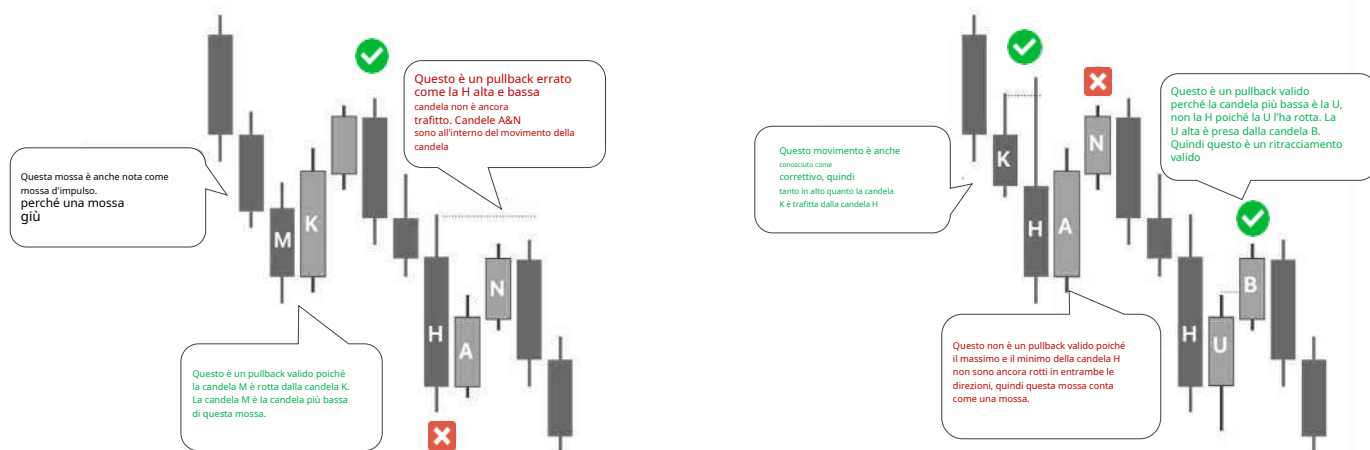 Questa mossa è anche nota come
mossa d'impulso.
perché una mossa
giù
M
K
Questo è un pullback valido poiché
la candela M è rotta dalla candela K.
La candela M è la candela più bassa
di questa mossa.
Questo è un pullback errato
come la H alta e bassa
candela non è ancora
trafitto. Candele A&N
sono all'interno del movimento della
candela
H
A
N
Questo movimento è anche
conosciuto come
correttivo, quindi
tanto in alto quanto la candela
K è trafitta dalla candela H
K
H
A
N
Questo non è un pullback valido poiché
il massimo e il minimo della candela H
non sono ancora rotti in entrambe le
direzioni, quindi questa mossa conta
come una mossa.
Questo è un pullback valido
perché la candela più bassa è la U,
non la H poiché la U l'ha rotta. La
U alta è presa dalla candela B.
Quindi questo è un ritracciamento
valido
H
U
B